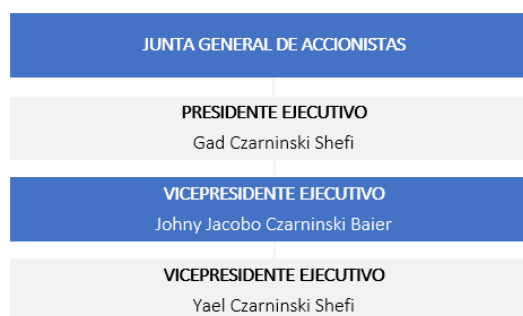 JUNTA GENERAL DE ACCIONISTAS
PRESIDENTE EJECUTIVO
Gad Czarninski Shefi
VICEPRESIDENTE EJECUTIVO
Johny Jacobo Czarninski Baier
VICEPRESIDENTE EJECUTIVO
Yael Czarninski Shefi